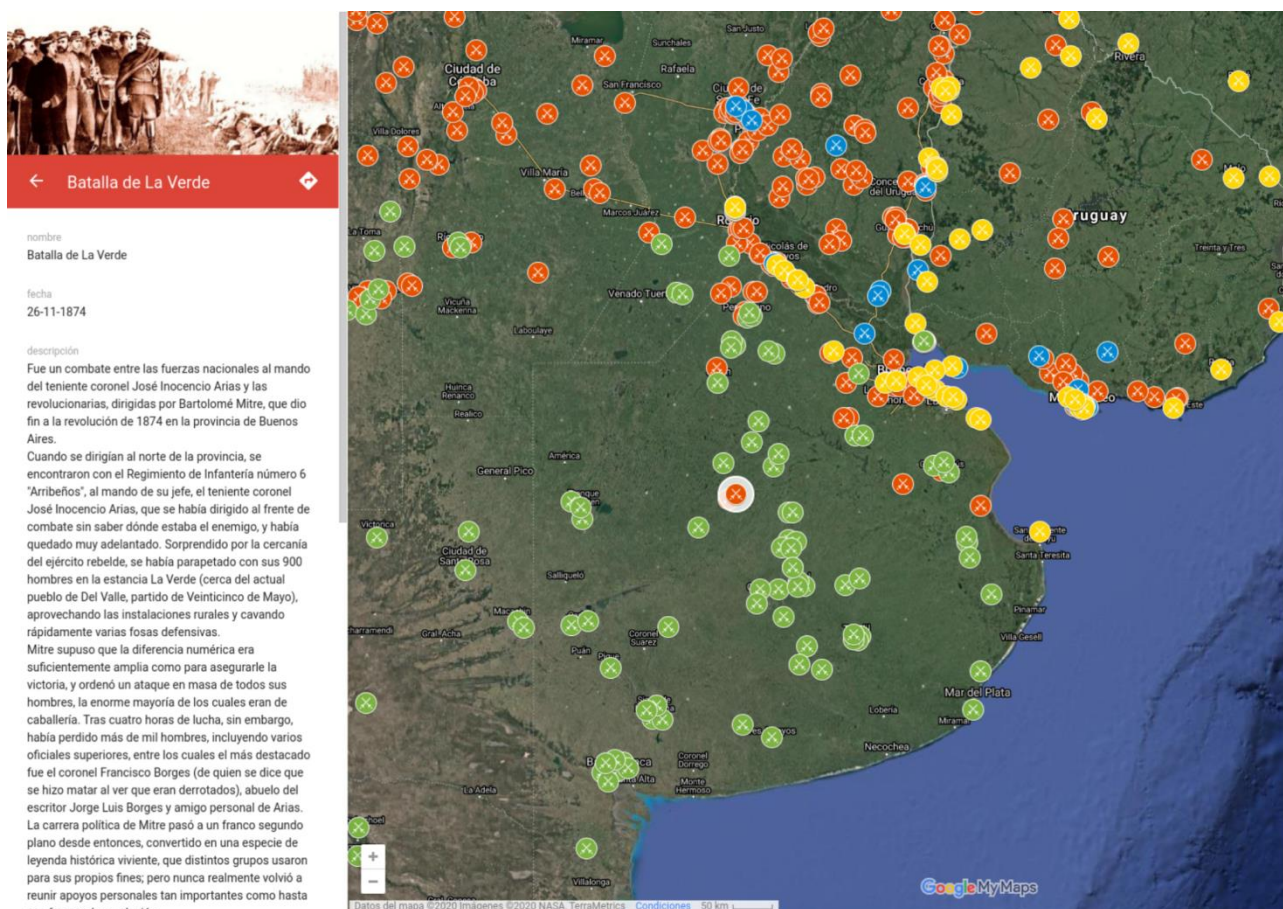 Batalla de La Verde
nombre
Batalla de La Verde
fecha
26-11-1874
descripción
Fue un combate entre las fuerzas nacionales al mando
del teniente coronel José Inocencio Arias y las
revolucionarias, dirigidas por Bartolomé Mitre, que dio
fin a la revolución de 1874 en la provincia de Buenos
Aires.
Cuando se dirigían al norte de la provincia, se
encontraron con el Regimiento de Infantería número 6
"Arribeños", al mando de su jefe, el teniente coronel
José Inocencio Arias, que se había dirigido al frente de
combate sin saber dónde estaba el enemigo, y había
quedado muy adelantado. Sorprendido por la cercanía
del ejército rebelde, se había parapetado con sus 900
hombres en la estancia La Verde (cerca del actual
pueblo de Del Valle, partido de Veinticinco de Mayo),
aprovechando las instalaciones rurales y cavando
rápidamente varias fosas defensivas.
Mitre supuso que la diferencia numérica era
suficientemente amplia como para asegurarle la
victoria, y ordenó un ataque en masa de todos sus
hombres, la enorme mayoría de los cuales eran de
caballería. Tras cuatro horas de lucha, sin embargo,
había perdido más de mil hombres, incluyendo varios
oficiales superiores, entre los cuales el más destacado
fue el coronel Francisco Borges (de quien se dice que
se hizo matar al ver que eran derrotados), abuelo del
escritor Jorge Luis Borges y amigo personal de Arias.
La carrera política de Mitre pasó a un franco segundo
plano desde entonces, convertido en una especie de
leyenda histórica viviente, que distintos grupos usaron
para sus propios fines; pero nunca realmente volvió a
reunir apoyos personales tan importantes como hasta
Miramar
Sunchales
San Justo
Rafaela
Ciudad de
San Francisco
Ciudad de
Rivera
Villa Dolores
Villa María
Marcos Juárez
La Toma
Uruguay
Treinta y Tres
Venado Tuer
Vicuña
Mackenna
Laboulaye
Huinca
Renanco
Realico
América
General Pico
Victorica
Ciudad de
Santa Rosa
Salliqueló
Santa Teresita
Pinamar
Villa Gesell
Gral. Acha
Coronel
Suárez
Puán
Mar del Plata
Miramar
Lobería
Necochea
Coronel
Dorrego
Monte
Hermoso
La Adela
Villalonga
+
−
Google My Maps
Datos del mapa ©2020 Imágenes ©2020 NASA, TerraMetrics Condiciones 50 km